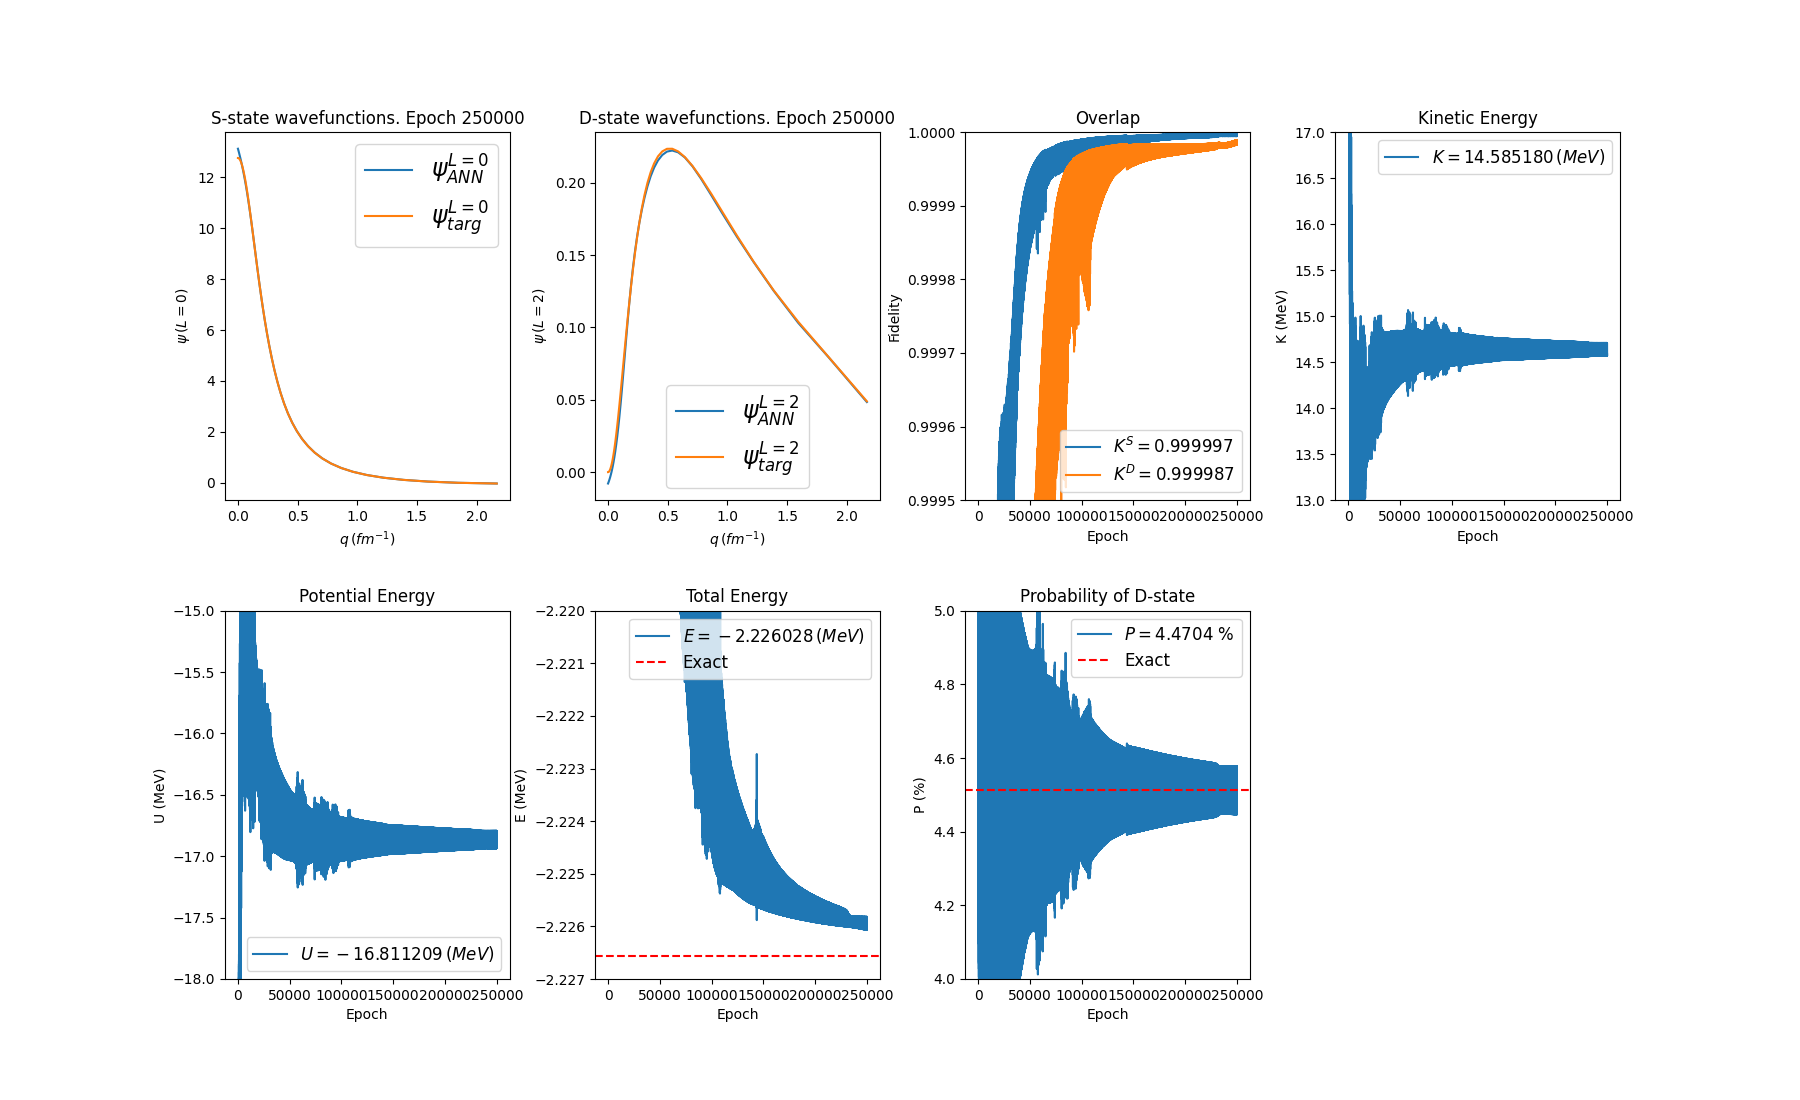 S-state wavefunctions. Epoch 250000
12
10
8
6
4
2
0
ψ(L = 0)
0.0 0.5 1.0 1.5 2.0
q (fm⁻¹)
ψ_{ANN}^{L=0}
ψ_{targ}^{L=0}
D-state wavefunctions. Epoch 250000
0.20
0.15
0.10
0.05
0.00
ψ(L = 2)
0.0 0.5 1.0 1.5 2.0
q (fm⁻¹)
ψ_{ANN}^{L=2}
ψ_{targ}^{L=2}
Overlap
1.0000
0.9999
0.9998
0.9997
0.9996
0.9995
Fidelity
0 50000 100000 150000 200000 250000
Epoch
K^S = 0.999997
K^D = 0.999987
Kinetic Energy
17.0
16.5
16.0
15.5
15.0
14.5
14.0
13.5
13.0
K (MeV)
0 50000 100000 150000 200000 250000
Epoch
K = 14.585180 (MeV)
Potential Energy
−15.0
−15.5
−16.0
−16.5
−17.0
−17.5
−18.0
U (MeV)
0 50000 100000 150000 200000 250000
Epoch
U = −16.811209 (MeV)
Total Energy
−2.220
−2.221
−2.222
−2.223
−2.224
−2.225
−2.226
−2.227
E (MeV)
0 50000 100000 150000 200000 250000
Epoch
E = −2.226028 (MeV)
Exact
Probability of D-state
5.0
4.8
4.6
4.4
4.2
4.0
P (%)
0 50000 100000 150000 200000 250000
Epoch
P = 4.4704 %
Exact